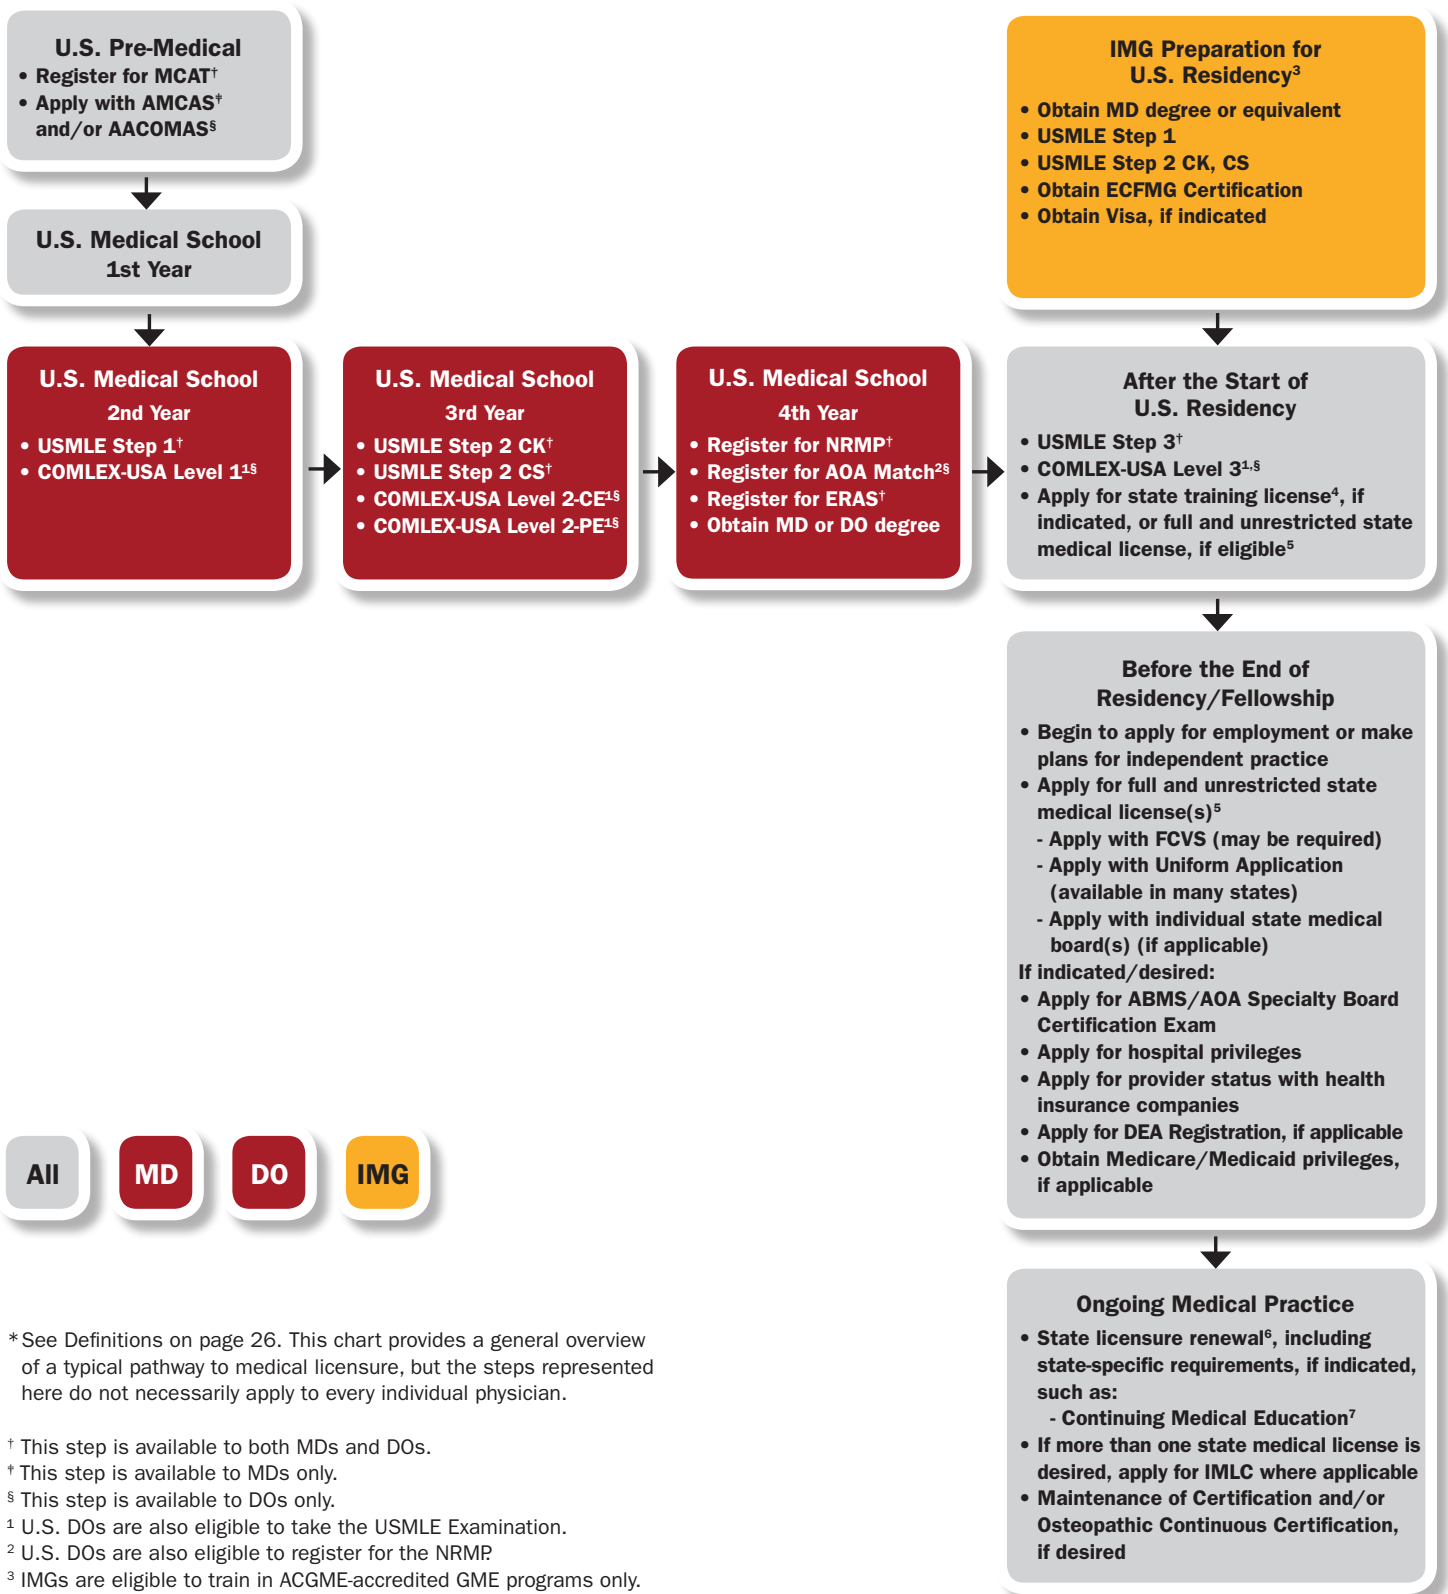 U.S. Pre-Medical
• Register for MCAT†
• Apply with AMCAS‡
and/or AACOMAS§
U.S. Medical School
1st Year
U.S. Medical School
2nd Year
• USMLE Step 1†
• COMLEX-USA Level 1¹§
U.S. Medical School
3rd Year
• USMLE Step 2 CK†
• USMLE Step 2 CS†
• COMLEX-USA Level 2-CE¹§
• COMLEX-USA Level 2-PE¹§
U.S. Medical School
4th Year
• Register for NRMP†
• Register for AOA Match²§
• Register for ERAS†
• Obtain MD or DO degree
IMG Preparation for
U.S. Residency³
• Obtain MD degree or equivalent
• USMLE Step 1
• USMLE Step 2 CK, CS
• Obtain ECFMG Certification
• Obtain Visa, if indicated
After the Start of
U.S. Residency
• USMLE Step 3†
• COMLEX-USA Level 3¹,§
• Apply for state training license⁴, if
indicated, or full and unrestricted state
medical license, if eligible⁵
Before the End of
Residency/Fellowship
• Begin to apply for employment or make
plans for independent practice
• Apply for full and unrestricted state
medical license(s)⁵
- Apply with FCVS (may be required)
- Apply with Uniform Application
(available in many states)
- Apply with individual state medical
board(s) (if applicable)
If indicated/desired:
• Apply for ABMS/AOA Specialty Board
Certification Exam
• Apply for hospital privileges
• Apply for provider status with health
insurance companies
• Apply for DEA Registration, if applicable
• Obtain Medicare/Medicaid privileges,
if applicable
Ongoing Medical Practice
• State licensure renewal⁶, including
state-specific requirements, if indicated,
such as:
- Continuing Medical Education⁷
• If more than one state medical license is
desired, apply for IMLC where applicable
• Maintenance of Certification and/or
Osteopathic Continuous Certification,
if desired
All
MD
DO
IMG
*See Definitions on page 26. This chart provides a general overview
of a typical pathway to medical licensure, but the steps represented
here do not necessarily apply to every individual physician.
† This step is available to both MDs and DOs.
‡ This step is available to MDs only.
§ This step is available to DOs only.
¹ U.S. DOs are also eligible to take the USMLE Examination.
² U.S. DOs are also eligible to register for the NRMP.
³ IMGs are eligible to train in ACGME-accredited GME programs only.